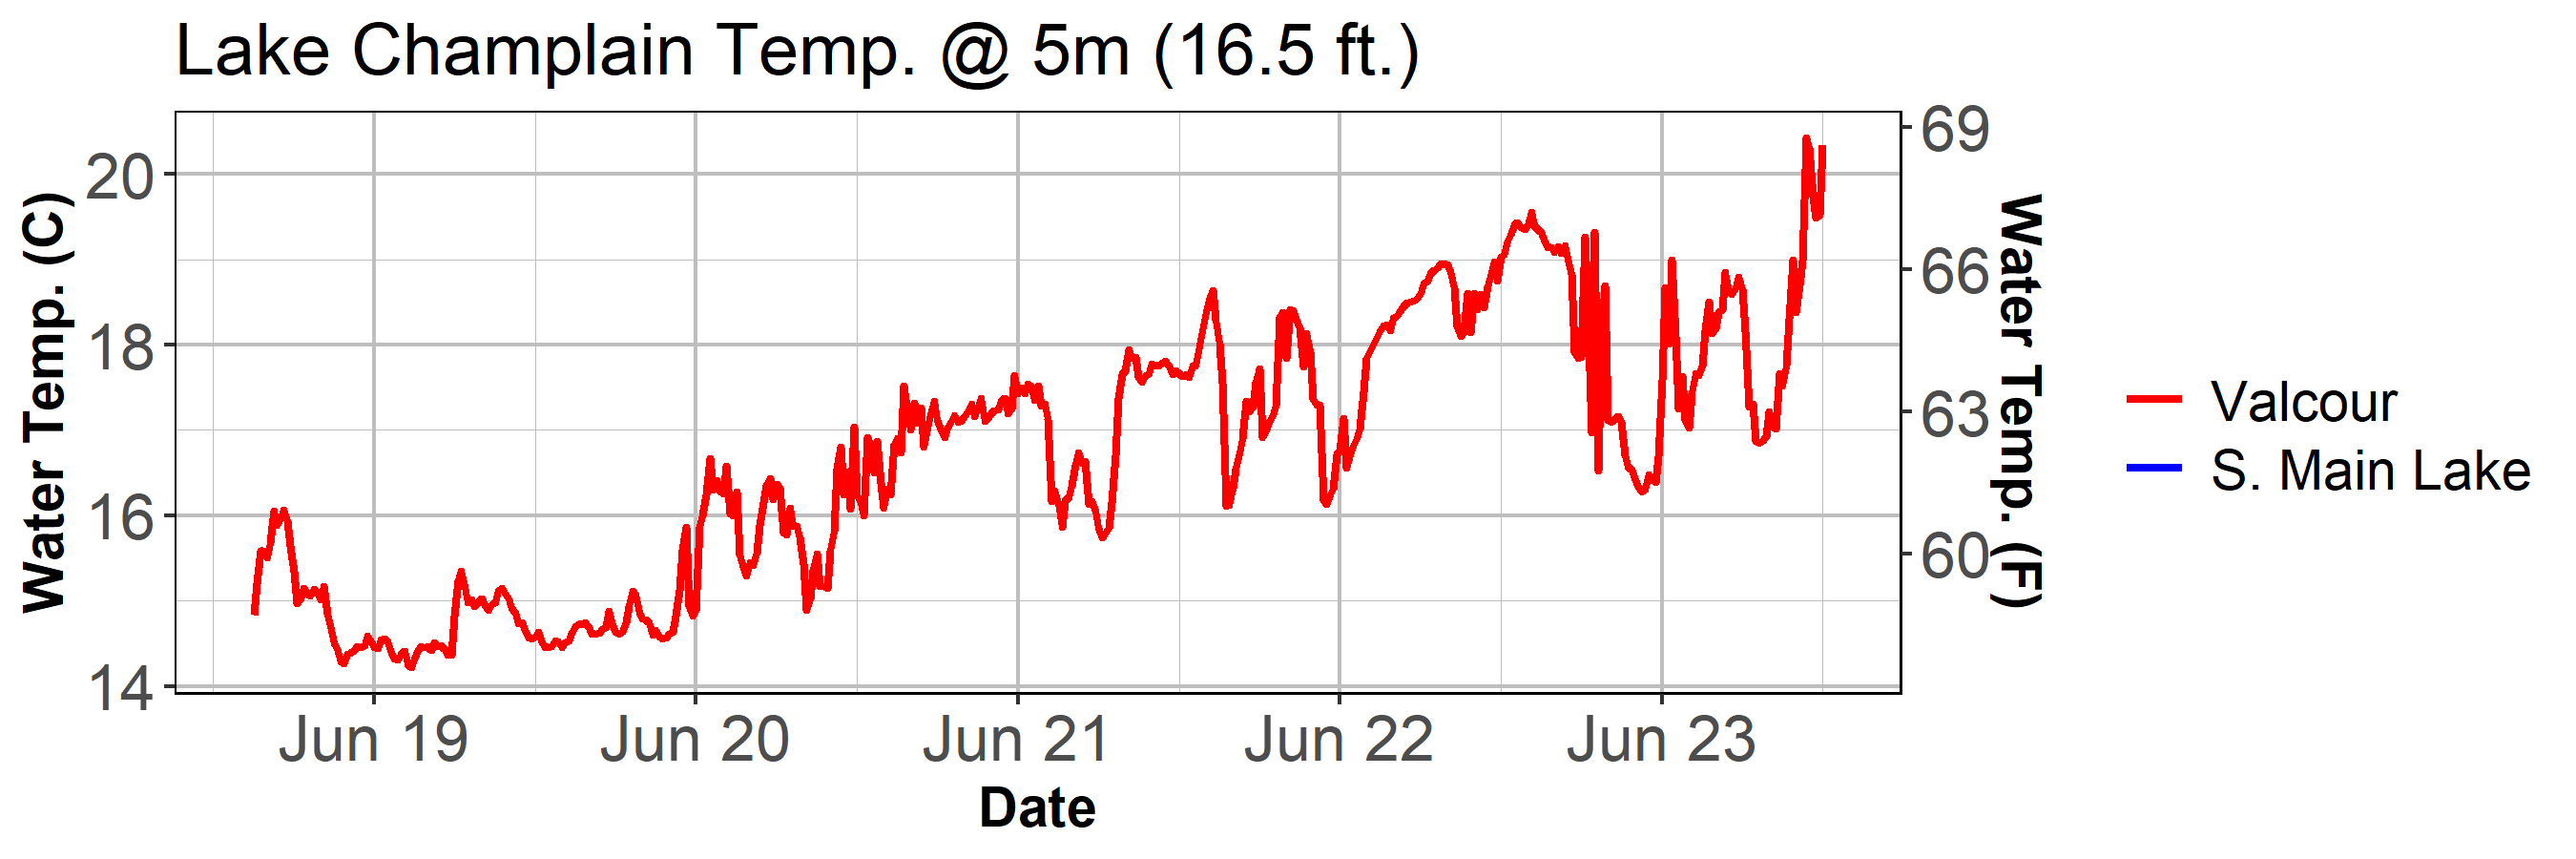 Lake Champlain Temp. @ 5m (16.5 ft.)
Water Temp. (C)
20
18
16
14
69
66
63
60
Water Temp. (F)
Jun 19 Jun 20 Jun 21 Jun 22 Jun 23
Date
Valcour
S. Main Lake